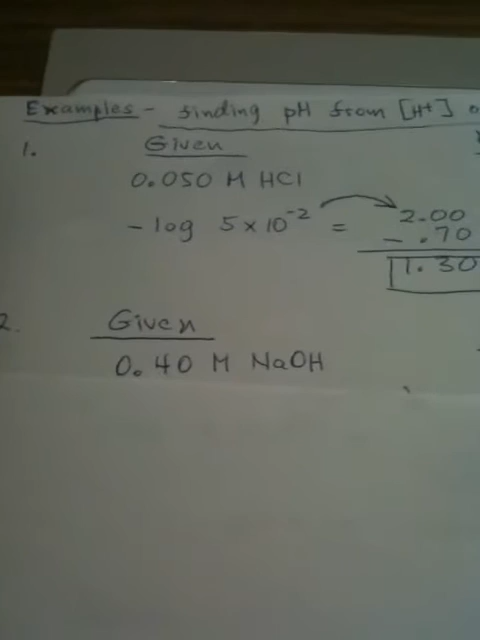 Examples - finding pH from [H+]
1. Given
0.050 M HCl
- log 5 x 10^-2 = 2.00
- .70
1.30
2. Given
0.40 M NaOH